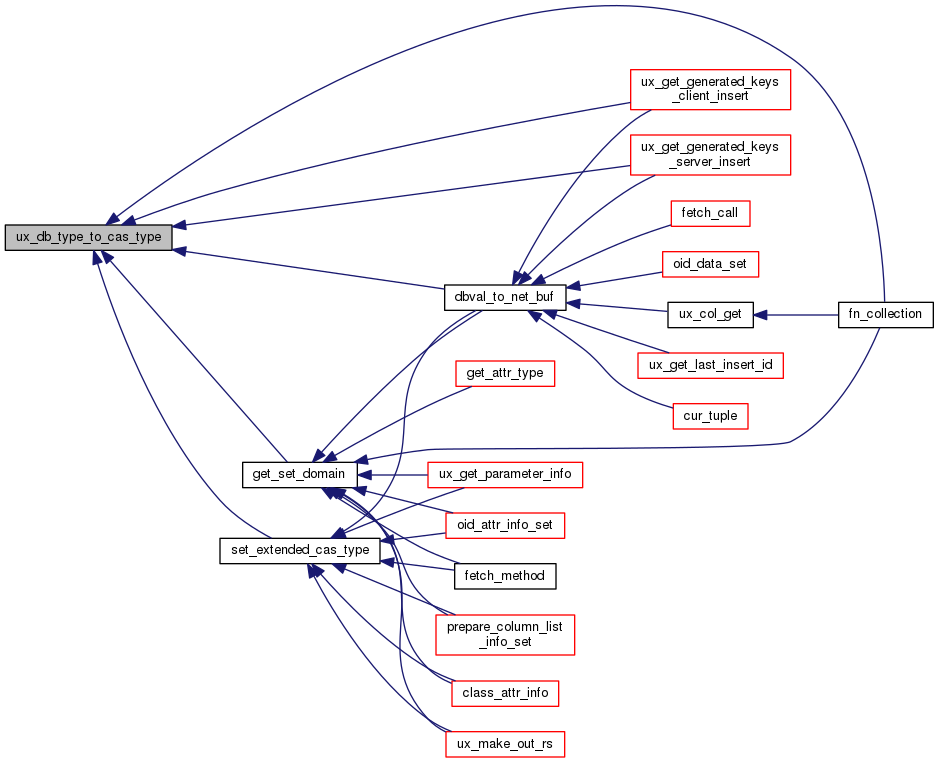 ux_get_generated_keys
_client_insert
ux_get_generated_keys
_server_insert
fetch_call
ux_db_type_to_cas_type
oid_data_set
dbval_to_net_buf
ux_col_get
fn_collection
ux_get_last_insert_id
get_attr_type
cur_tuple
get_set_domain
ux_get_parameter_info
oid_attr_info_set
set_extended_cas_type
fetch_method
prepare_column_list
_info_set
class_attr_info
ux_make_out_rs